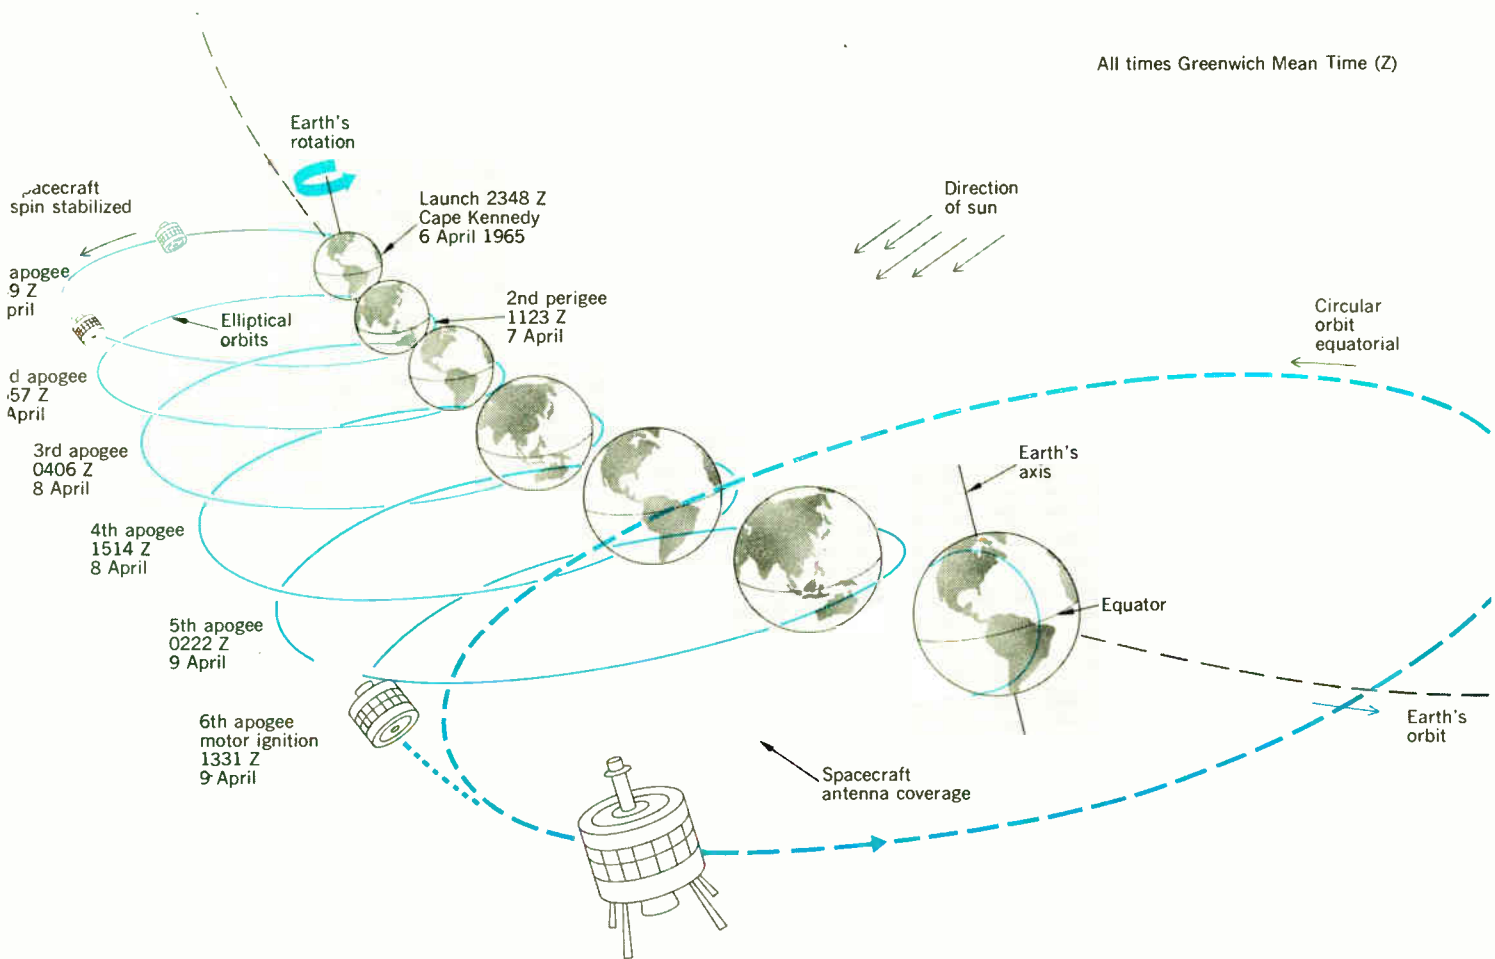 All times Greenwich Mean Time (Z)
Earth's
rotation
spin stabilized
Launch 2348 Z
Cape Kennedy
6 April 1965
Direction
of sun
apogee
9 Z
2nd perigee
1123 Z
7 April
Elliptical
orbits
Circular
orbit
equatorial
d apogee
57 Z
April
3rd apogee
0406 Z
8 April
Earth's
axis
4th apogee
1514 Z
8 April
Equator
5th apogee
0222 Z
9 April
6th apogee
motor ignition
1331 Z
9 April
Earth's
orbit
Spacecraft
antenna coverage